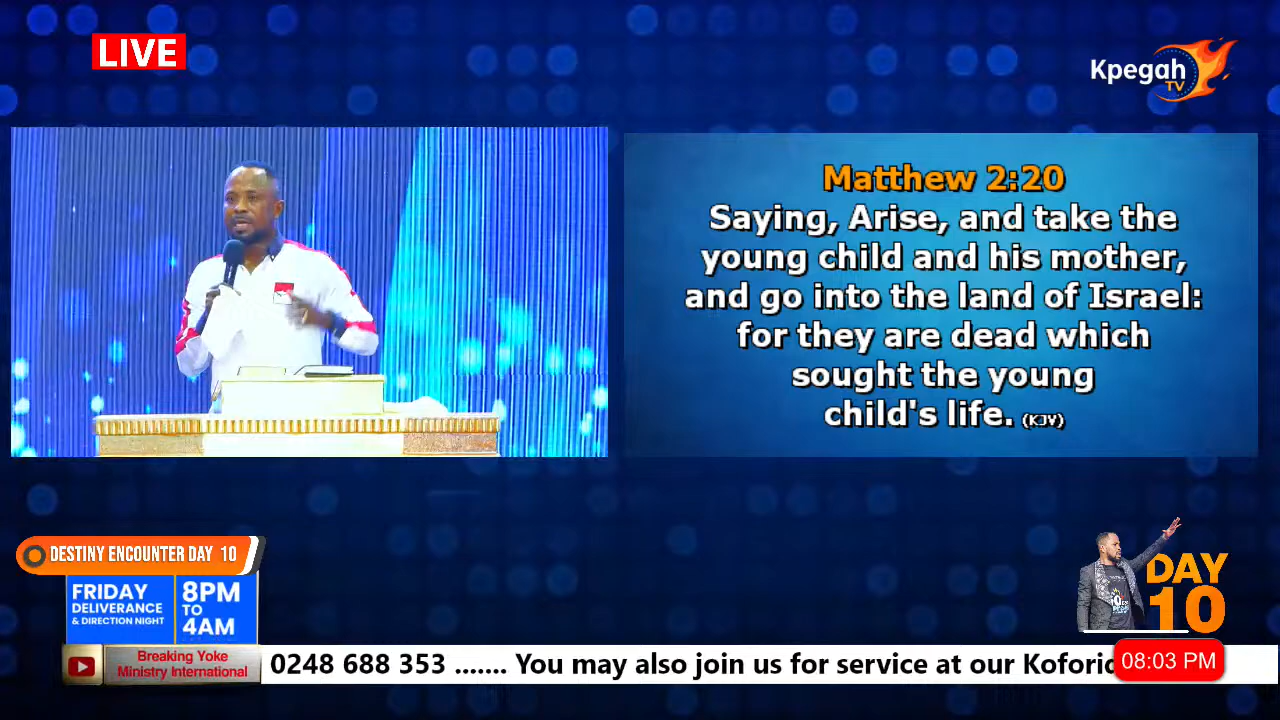 LIVE
Kpegah
TV
Matthew 2:20
Saying, Arise, and take the
young child and his mother,
and go into the land of Israel:
for they are dead which
sought the young
child's life. (KJV)
DESTINY ENCOUNTER DAY 10
FRIDAY
DELIVERANCE
& DIRECTION NIGHT
8PM
TO
4AM
DAY
10
Breaking Yoke
Ministry International
0248 688 353 ....... You may also join us for service at our Koforid
08:03 PM